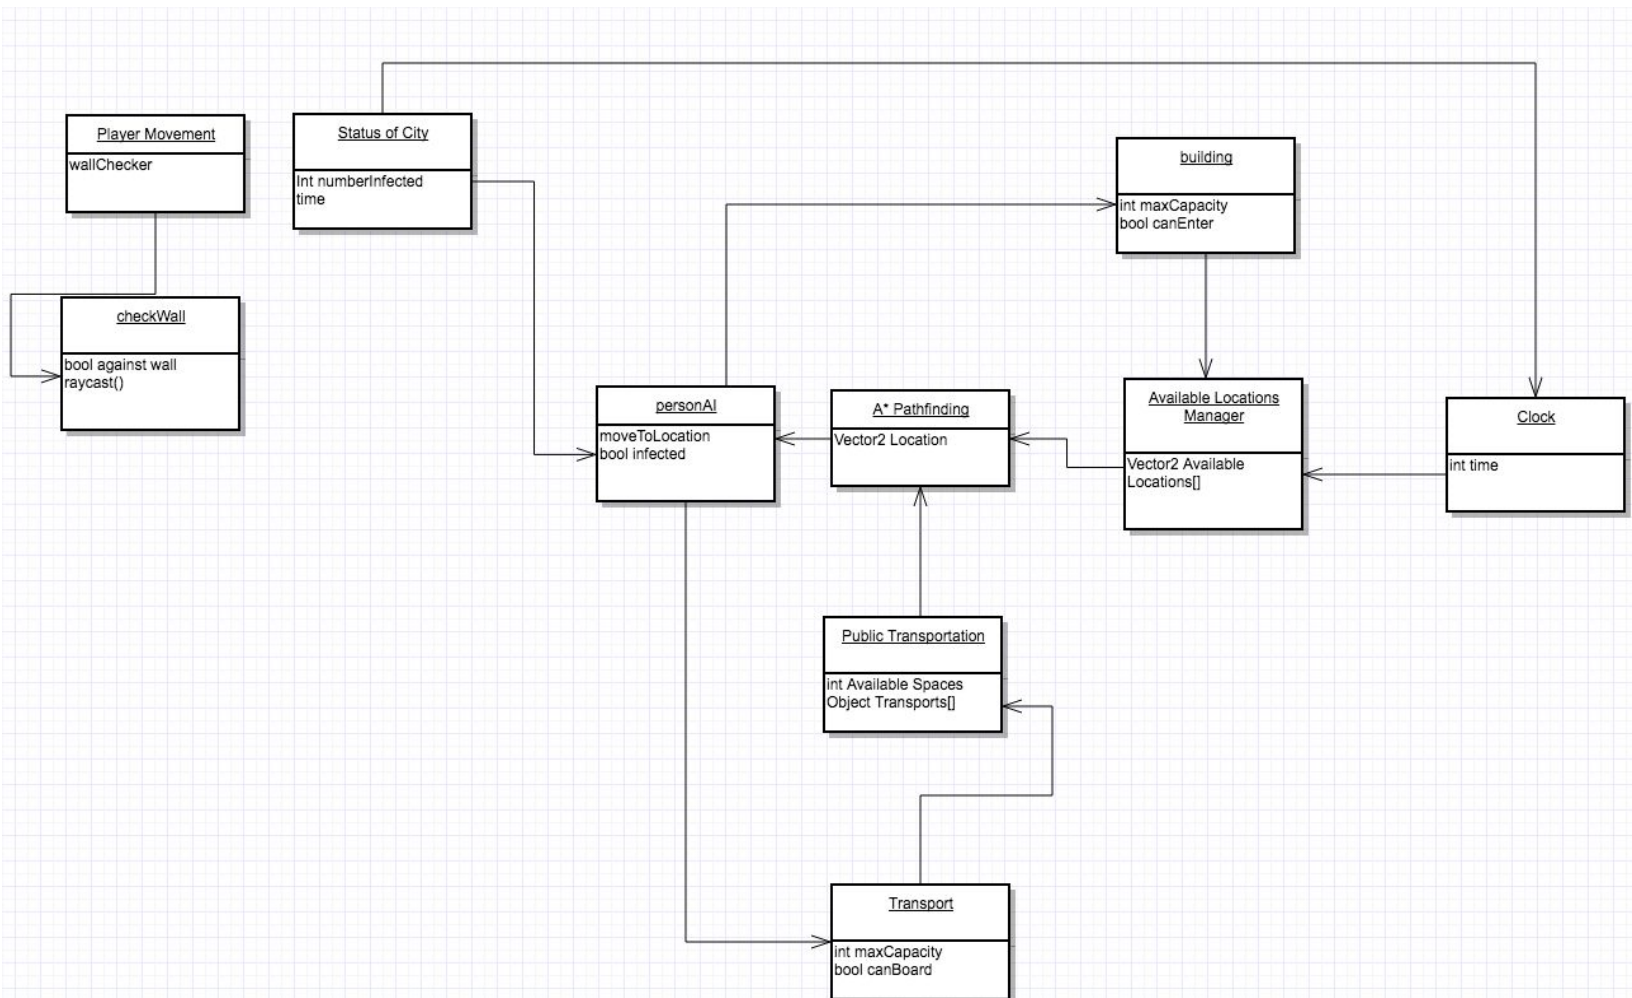 Player Movement
wallChecker
Status of City
Int numberInfected
time
building
int maxCapacity
bool canEnter
checkWall
bool against wall
raycast()
personAI
moveToLocation
bool infected
A* Pathfinding
Vector2 Location
Available Locations
Manager
Vector2 Available
Locations[]
Clock
int time
Public Transportation
int Available Spaces
Object Transports[]
Transport
int maxCapacity
bool canBoard